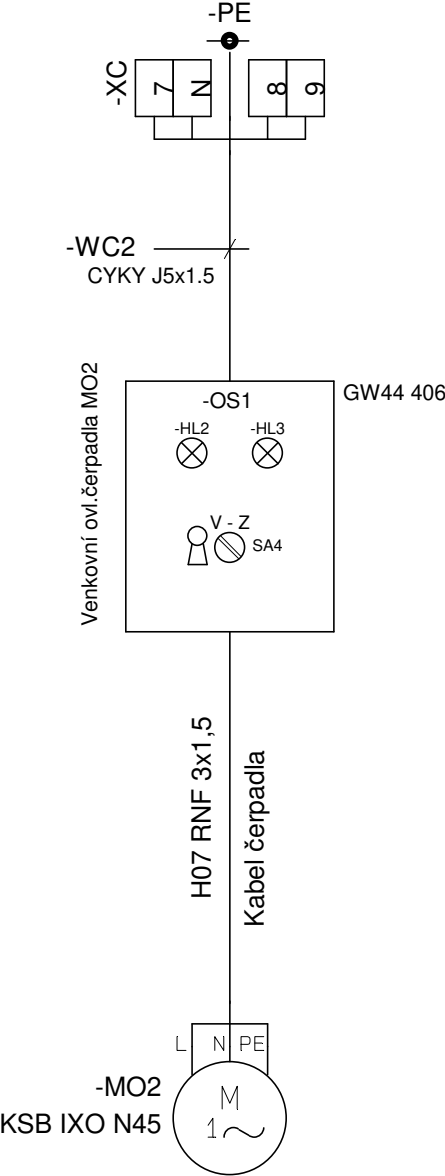 -PE
-XC
7
N
8
9
-WC2
CYKY J5x1.5
Venkovní ovl.čerpadla MO2
GW44 406
-OS1
-HL2
-HL3
V - Z
SA4
H07 RNF 3x1,5
Kabel čerpadla
L
N
PE
-MO2
KSB IXO N45
M
1~